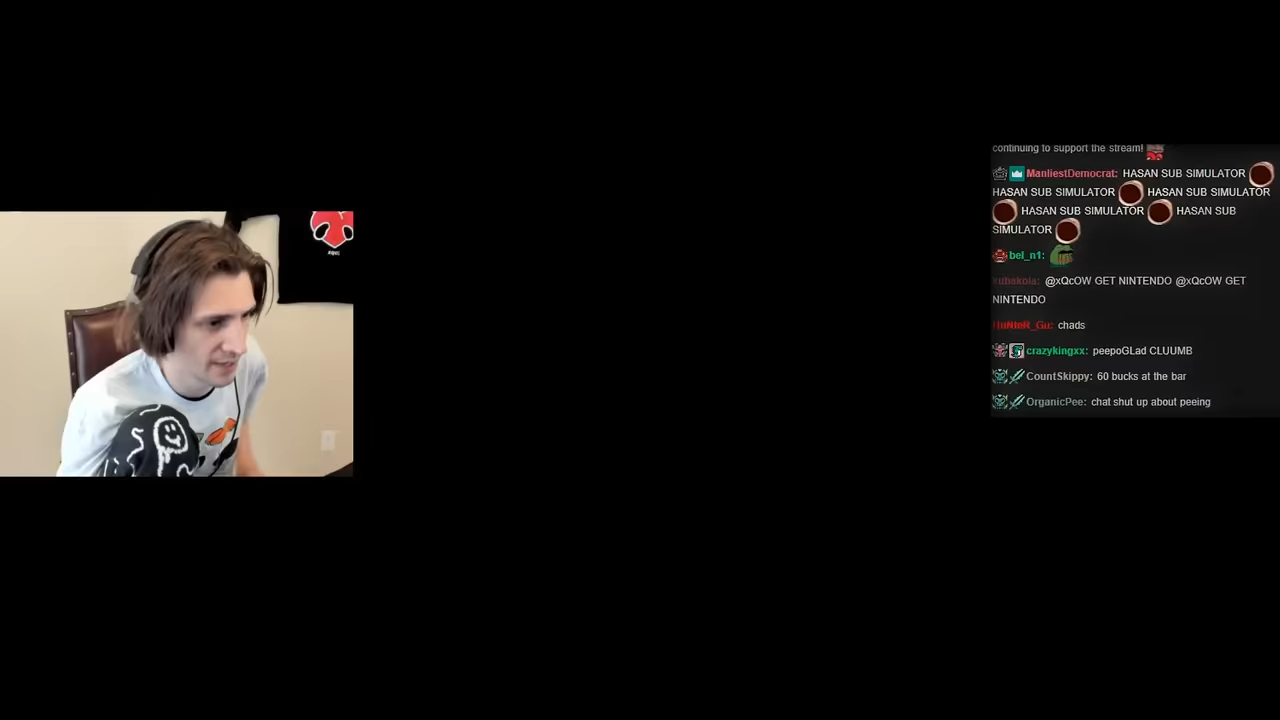 continuing to support the stream!
ManliestDemocrat: HASAN SUB SIMULATOR
HASAN SUB SIMULATOR HASAN SUB SIMULATOR
HASAN SUB SIMULATOR HASAN SUB
SIMULATOR
bel_n1:
@xQcOW GET NINTENDO @xQcOW GET
NINTENDO
HuNteR_Gu: chads
crazykingxx: peepoGLad CLUUMB
CountSkippy: 60 bucks at the bar
OrganicPee: chat shut up about peeing